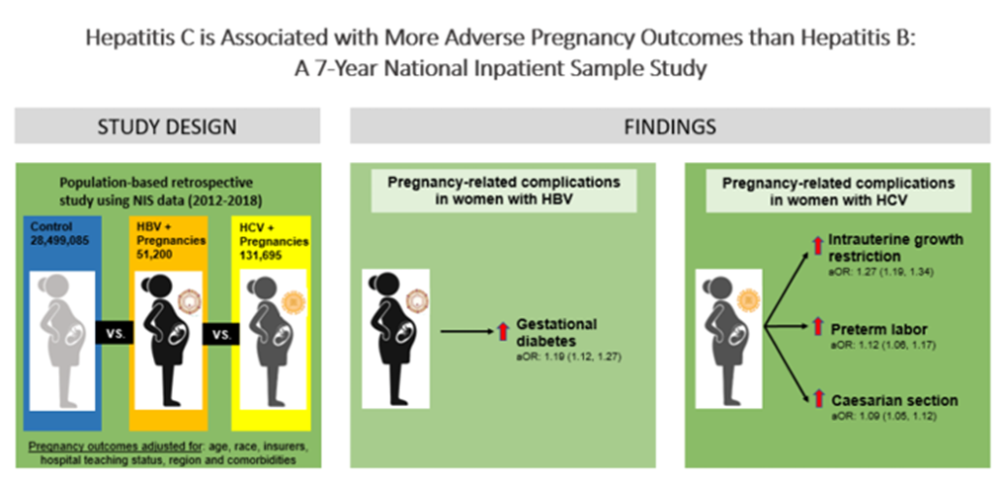 Hepatitis C is Associated with More Adverse Pregnancy Outcomes than Hepatitis B:
A 7-Year National Inpatient Sample Study
STUDY DESIGN
Population-based retrospective
study using NIS data (2012-2018)
Control
28,499,085
HBV +
Pregnancies
51,200
HCV +
Pregnancies
131,695
VS.
VS.
Pregnancy outcomes adjusted for: age, race, insurers,
hospital teaching status, region and comorbidities
FINDINGS
Pregnancy-related complications
in women with HBV
Gestational
diabetes
aOR: 1.19 (1.12, 1.27)
Pregnancy-related complications
in women with HCV
Intrauterine growth
restriction
aOR: 1.27 (1.19, 1.34)
Preterm labor
aOR: 1.12 (1.06, 1.17)
Caesarian section
aOR: 1.09 (1.05, 1.12)